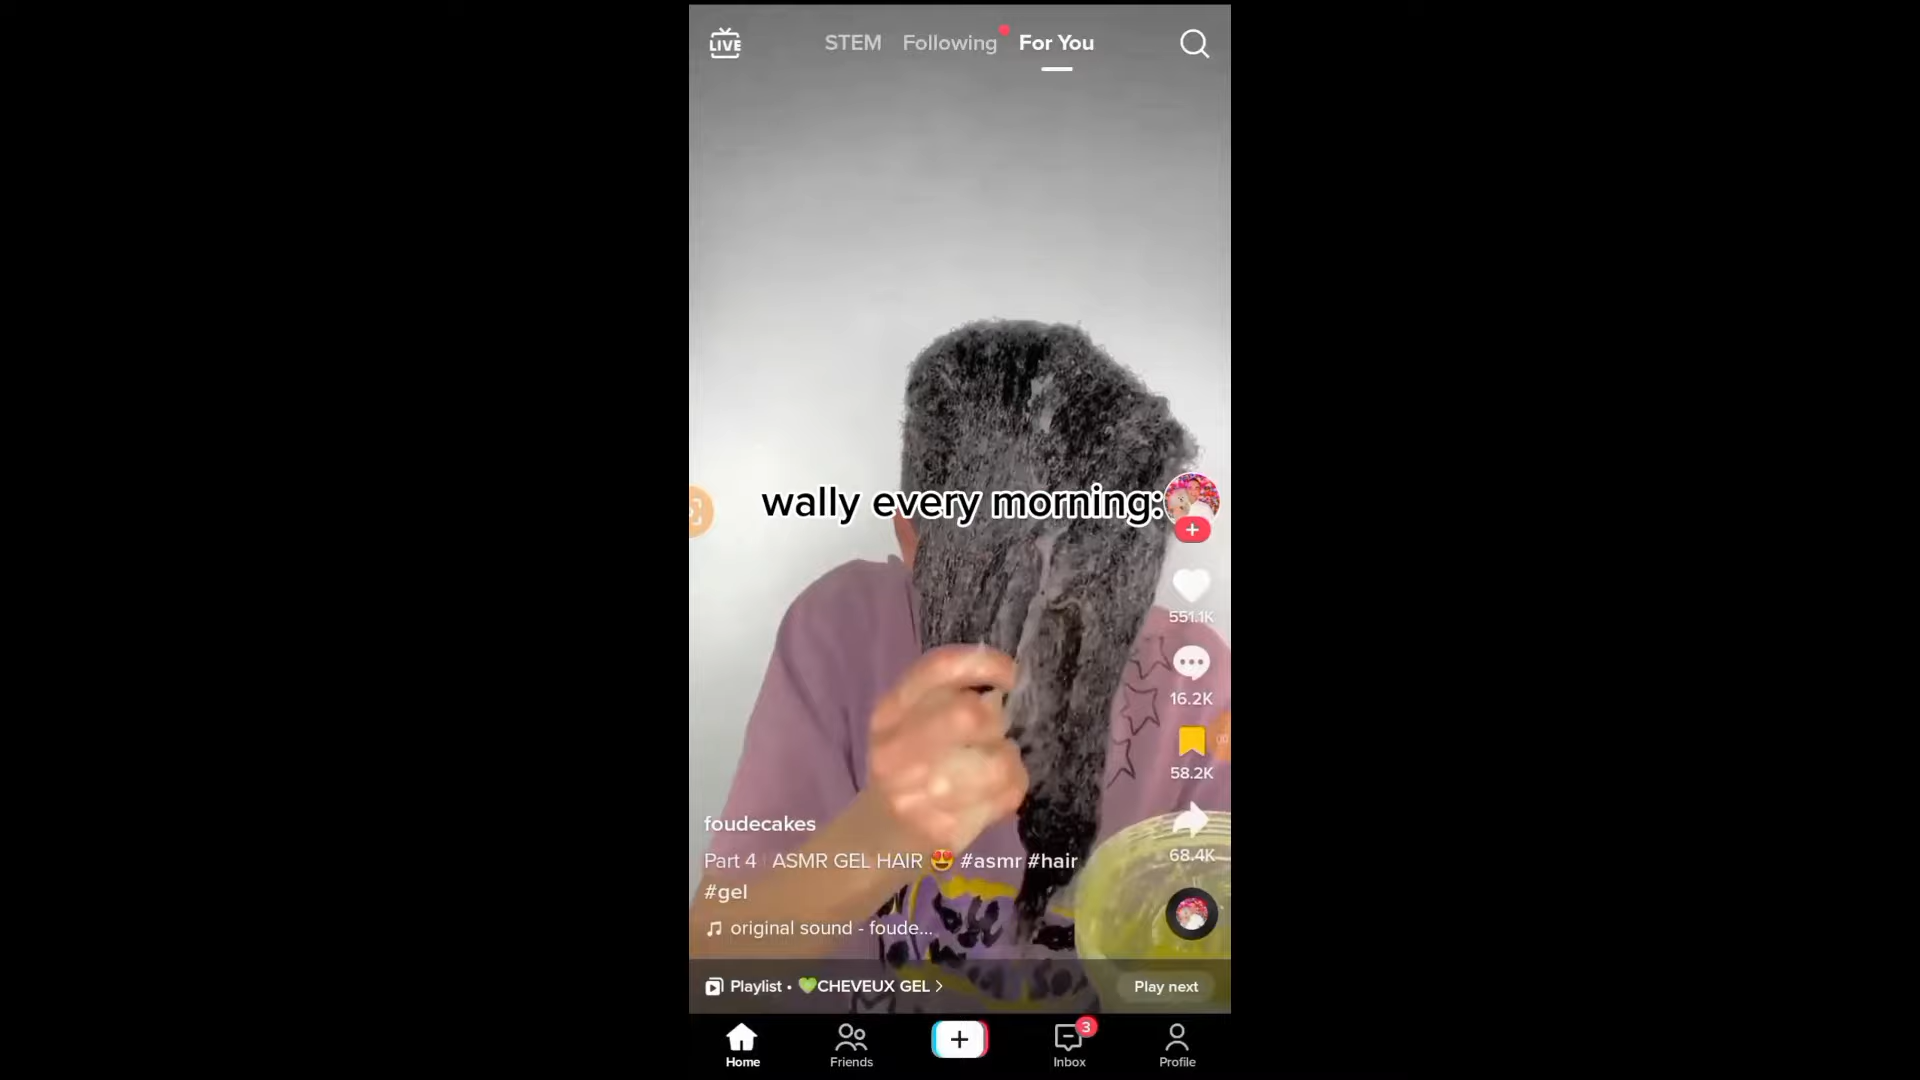 LIVE
STEM Following For You
wally every morning:
551.1K
16.2K
58.2K
68.4K
foudecakes
Part 4 | ASMR GEL HAIR 😍 #asmr #hair
#gel
original sound - foude...
Playlist • 💚CHEVEUX GEL >
Play next
Home
Friends
3
Inbox
Profile